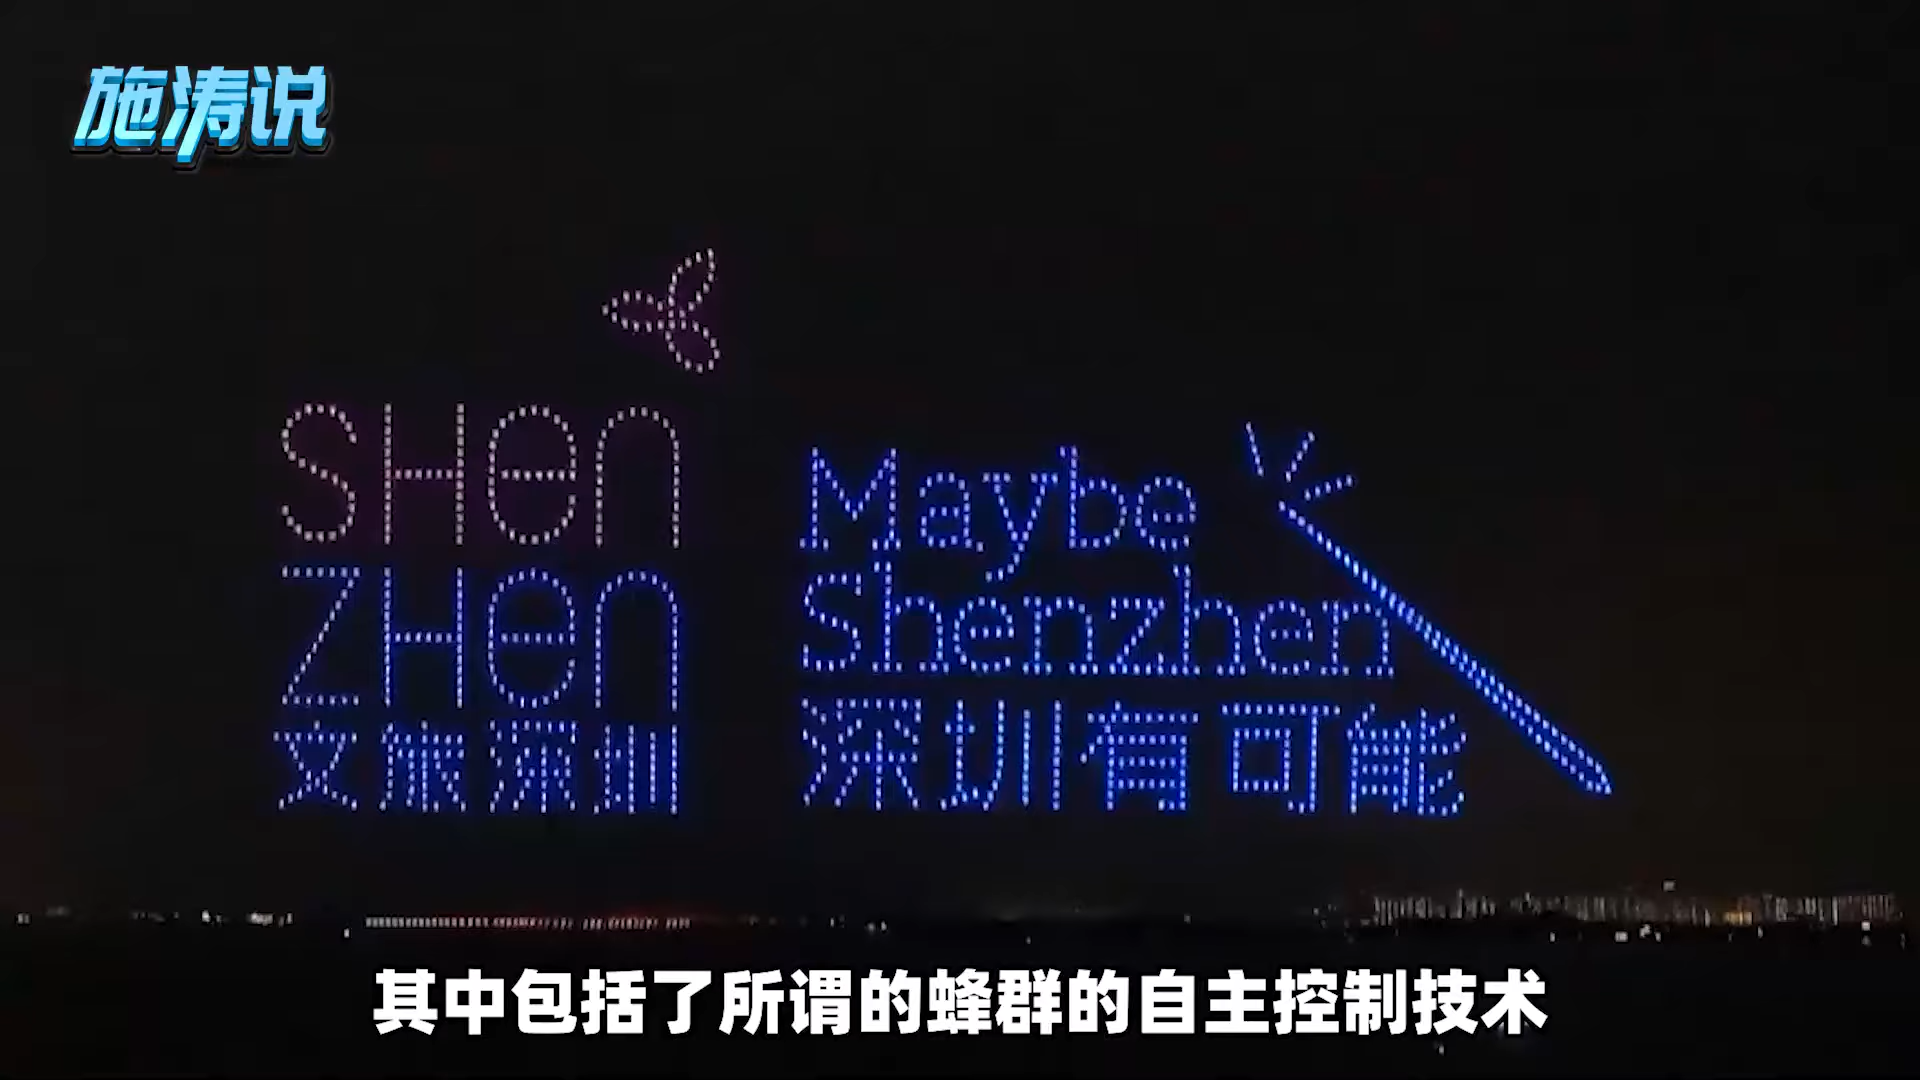 施涛说
SHen
ZHen
文旅深圳
Maybe
Shenzhen
深圳有可能
其中包括了所谓的蜂群的自主控制技术